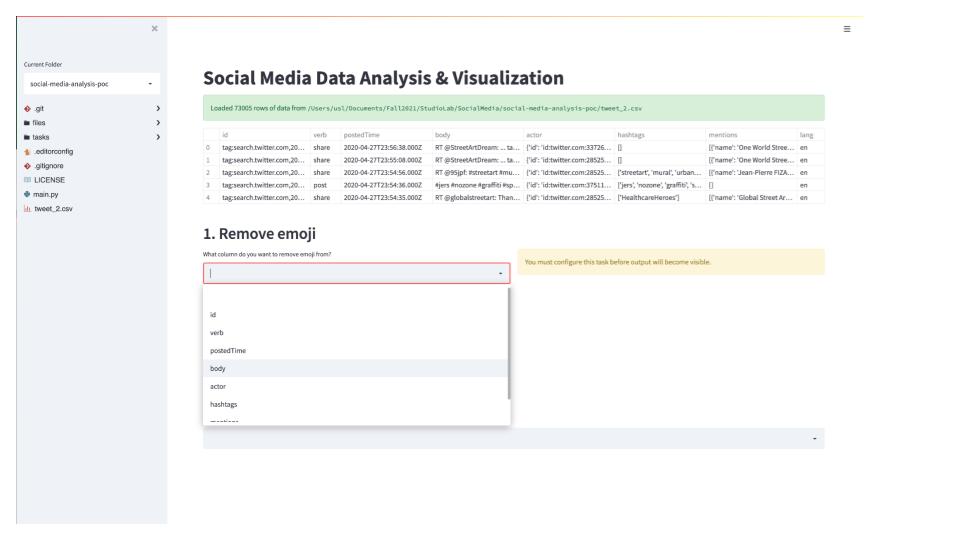 Current Folder
social-media-analysis-poc
.git
files
tasks
.editorconfig
.gitignore
LICENSE
main.py
tweet_2.csv
Social Media Data Analysis & Visualization
Loaded 73005 rows of data from /Users/usl/Documents/Fall2021/StudioLab/SocialMedia/social-media-analysis-poc/tweet_2.csv
id verb postedTime body actor hashtags mentions lang
0 tag:search.twitter.com,20... share 2020-04-27T23:56:38.000Z RT @StreetArtDream: ... ta... {'id': 'id:twitter.com:33726... [] [{'name': 'One World Stree... en
1 tag:search.twitter.com,20... share 2020-04-27T23:55:08.000Z RT @StreetArtDream: ... ta... {'id': 'id:twitter.com:28525... [] [{'name': 'One World Stree... en
2 tag:search.twitter.com,20... share 2020-04-27T23:54:56.000Z RT @95jpf: #streetart #mu... {'id': 'id:twitter.com:28525... ['streetart', 'mural', 'urban... [{'name': 'Jean-Pierre FIZA... en
3 tag:search.twitter.com,20... post 2020-04-27T23:54:36.000Z #jers #nozone #graffiti #sp... {'id': 'id:twitter.com:37511... ['jers', 'nozone', 'graffiti', 's... [] en
4 tag:search.twitter.com,20... share 2020-04-27T23:54:35.000Z RT @globalstreetart: Than... {'id': 'id:twitter.com:28525... ['HealthcareHeroes'] [{'name': 'Global Street Ar... en
1. Remove emoji
What column do you want to remove emoji from?
You must configure this task before output will become visible.
id
verb
postedTime
body
actor
hashtags
mentions